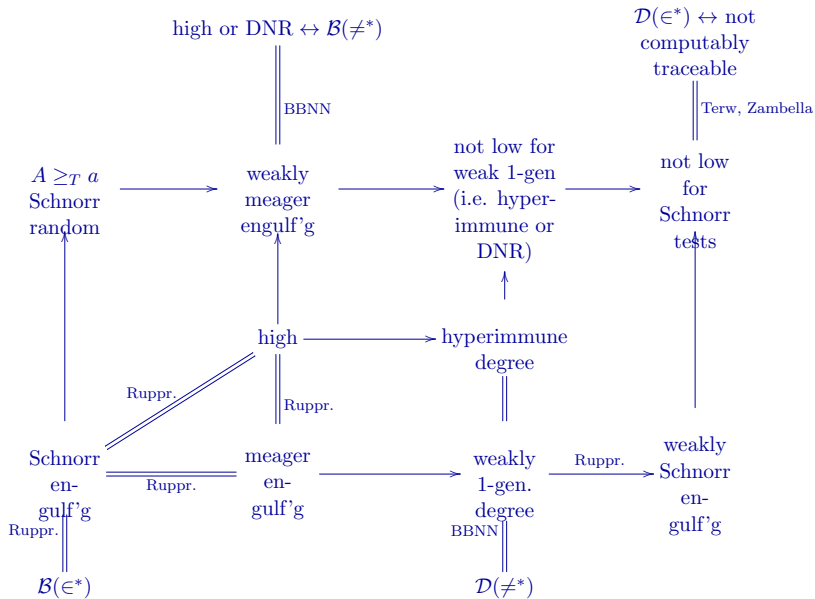 high or DNR ↔ 𝓑(≠*)
𝓓(∈*) ↔ not
computably
traceable
BBNN
Terw, Zambella
A ≥_T a
Schnorr
random
weakly
meager
engulf'g
not low for
weak 1-gen
(i.e. hyper-
immune or
DNR)
not low
for
Schnorr
tests
high
hyperimmune
degree
Ruppr.
Ruppr.
Schnorr
en-
gulf'g
Ruppr.
meager
en-
gulf'g
weakly
1-gen.
degree
Ruppr.
weakly
Schnorr
en-
gulf'g
Ruppr.
BBNN
𝓑(∈*)
𝓓(≠*)